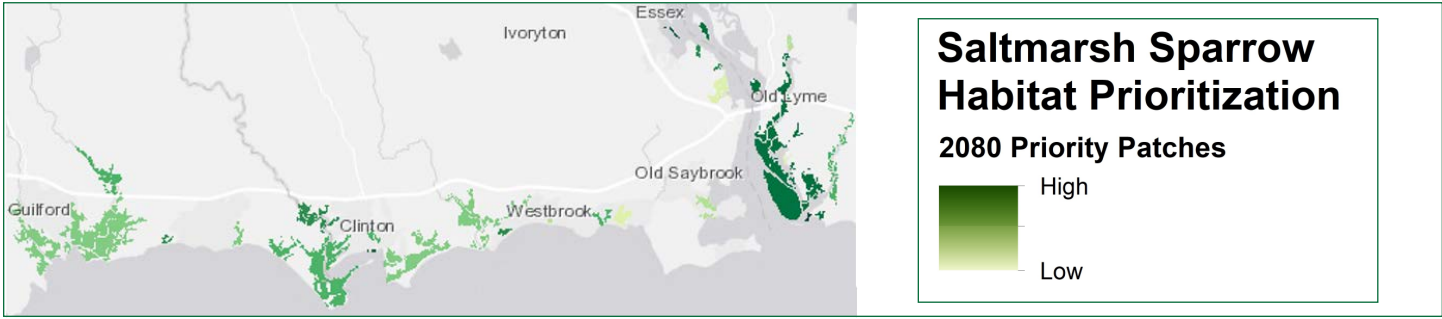 Essex
Ivoryton
Old Lyme
Old Saybrook
Guilford
Westbrook
Clinton
Saltmarsh Sparrow
Habitat Prioritization
2080 Priority Patches
High
Low